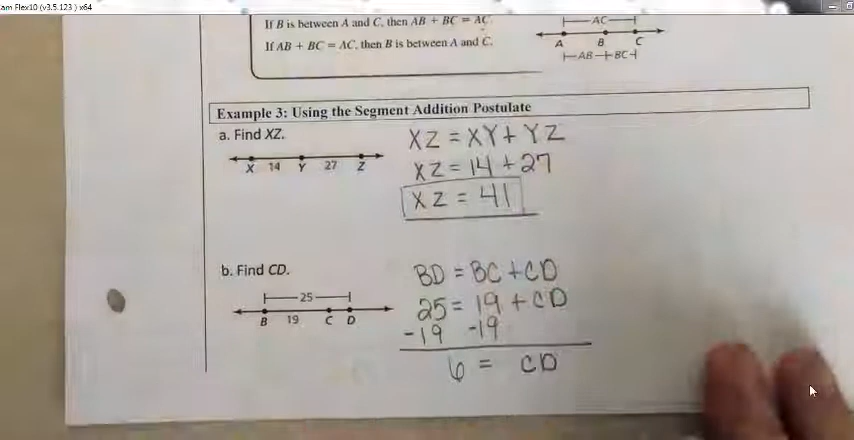 am Flex10 (v3.5.123 ) x64
If B is between A and C, then AB + BC = AC.
If AB + BC = AC, then B is between A and C.
AC
A B C
AB BC
Example 3: Using the Segment Addition Postulate
a. Find XZ.
X 14 Y 27 Z
XZ = XY + YZ
XZ = 14 + 27
XZ = 41
b. Find CD.
25
B 19 C D
BD = BC + CD
25 = 19 + CD
-19 -19
6 = CD